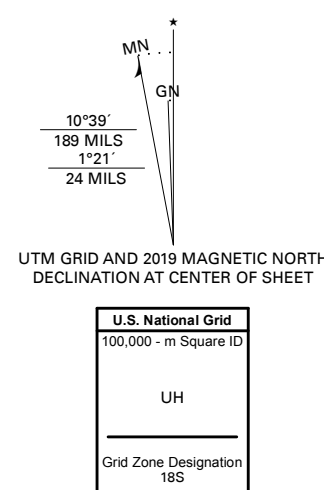 ★
MN
GN
10°39´
189 MILS
1°21´
24 MILS
UTM GRID AND 2019 MAGNETIC NORTH
DECLINATION AT CENTER OF SHEET
U.S. National Grid
100,000 - m Square ID
UH
Grid Zone Designation
18S